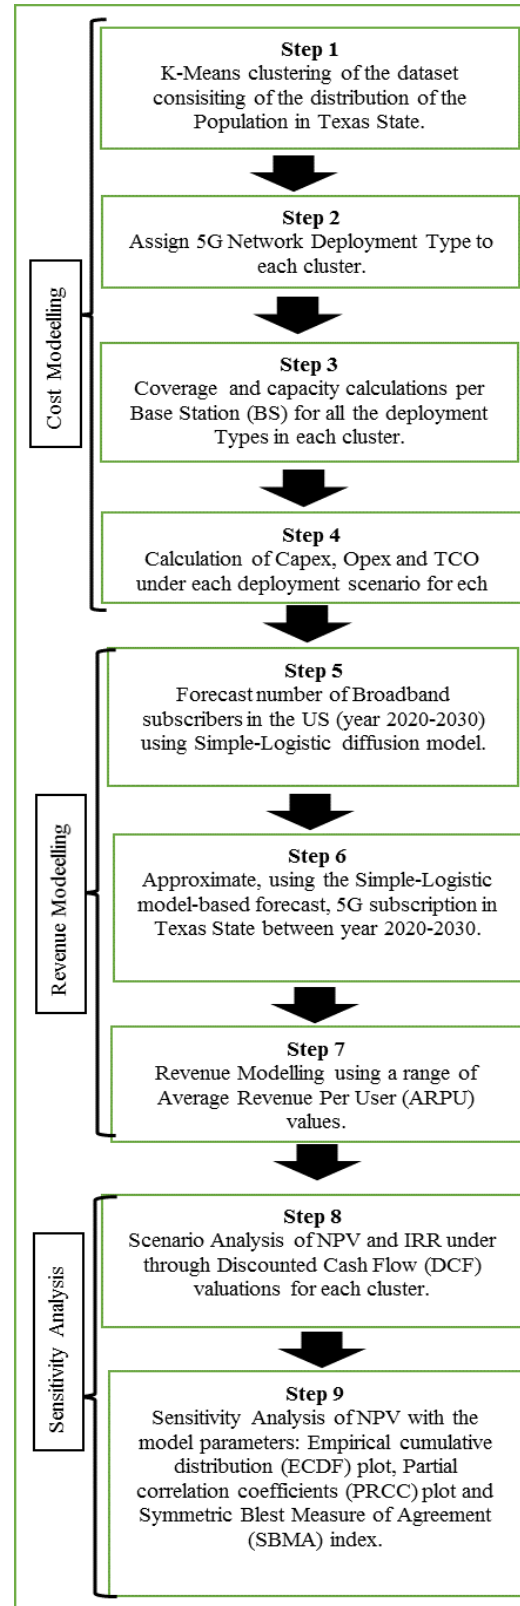 Step 1
K-Means clustering of the dataset
consisiting of the distribution of the
Population in Texas State.
Step 2
Assign 5G Network Deployment Type to
each cluster.
Step 3
Coverage and capacity calculations per
Base Station (BS) for all the deployment
Types in each cluster.
Step 4
Calculation of Capex, Opex and TCO
under each deployment scenario for ech
Cost Modeelling
Step 5
Forecast number of Broadband
subscribers in the US (year 2020-2030)
using Simple-Logistic diffusion model.
Step 6
Approximate, using the Simple-Logistic
model-based forecast, 5G subscription in
Texas State between year 2020-2030.
Step 7
Revenue Modelling using a range of
Average Revenue Per User (ARPU)
values.
Revenue Modeelling
Step 8
Scenario Analysis of NPV and IRR under
through Discounted Cash Flow (DCF)
valuations for each cluster.
Step 9
Sensitivity Analysis of NPV with the
model parameters: Empirical cumulative
distribution (ECDF) plot, Partial
correlation coefficients (PRCC) plot and
Symmetric Blest Measure of Agreement
(SBMA) index.
Sensitivity Analysis